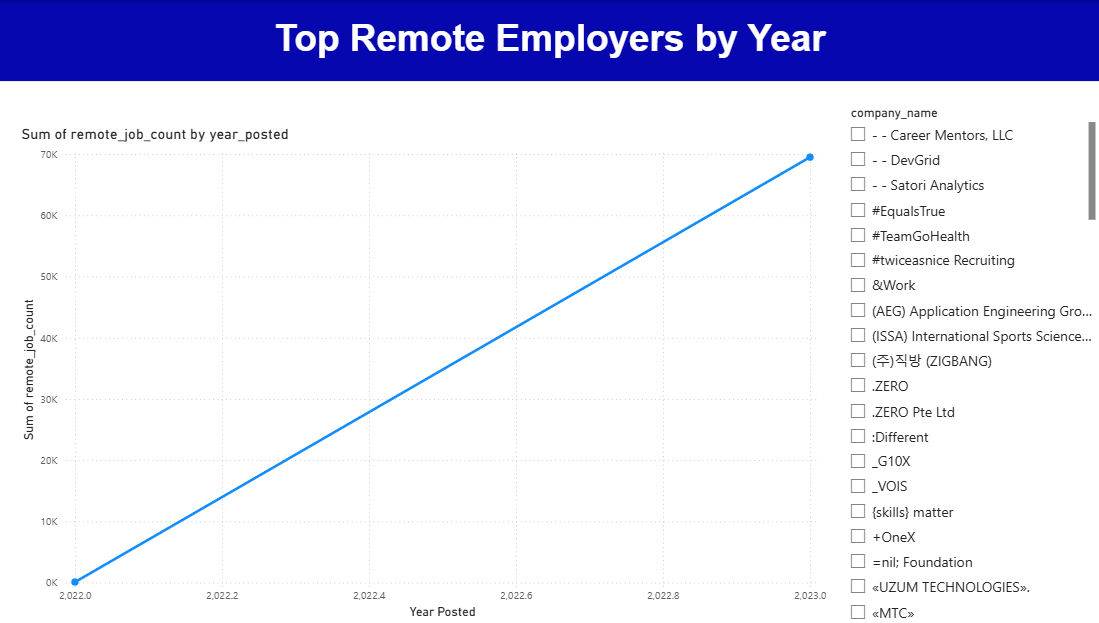 Top Remote Employers by Year
Sum of remote_job_count by year_posted
70K
60K
50K
40K
30K
20K
10K
0K
Sum of remote_job_count
2,022.0
2,022.2
2,022.4
2,022.6
2,022.8
2,023.0
Year Posted
company_name
- - Career Mentors, LLC
- - DevGrid
- - Satori Analytics
#EqualsTrue
#TeamGoHealth
#twiceasnice Recruiting
&Work
(AEG) Application Engineering Gro...
(ISSA) International Sports Science...
(주)직방 (ZIGBANG)
.ZERO
.ZERO Pte Ltd
:Different
_G10X
_VOIS
{skills} matter
+OneX
=nil; Foundation
«UZUM TECHNOLOGIES».
«МТС»